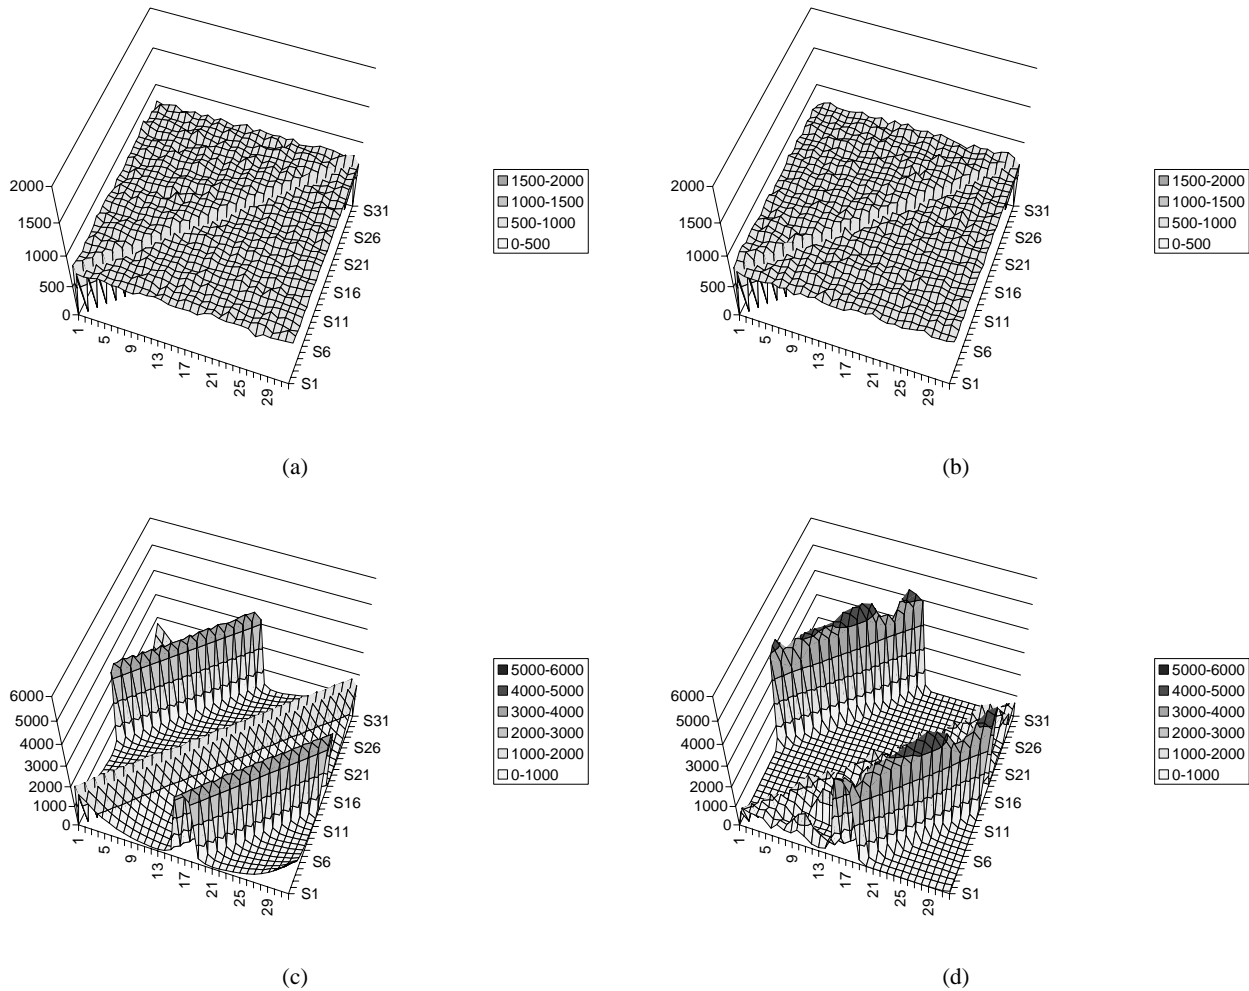 2000
1500
1000
500
0
1
5
9
13
17
21
25
29
S1
S6
S11
S16
S21
S26
S31
1500-2000
1000-1500
500-1000
0-500
(a)
2000
1500
1000
500
0
1
5
9
13
17
21
25
29
S1
S6
S11
S16
S21
S26
S31
1500-2000
1000-1500
500-1000
0-500
(b)
6000
5000
4000
3000
2000
1000
0
1
5
9
13
17
21
25
29
S1
S6
S11
S16
S21
S26
S31
5000-6000
4000-5000
3000-4000
2000-3000
1000-2000
0-1000
(c)
6000
5000
4000
3000
2000
1000
0
1
5
9
13
17
21
25
29
S1
S6
S11
S16
S21
S26
S31
5000-6000
4000-5000
3000-4000
2000-3000
1000-2000
0-1000
(d)